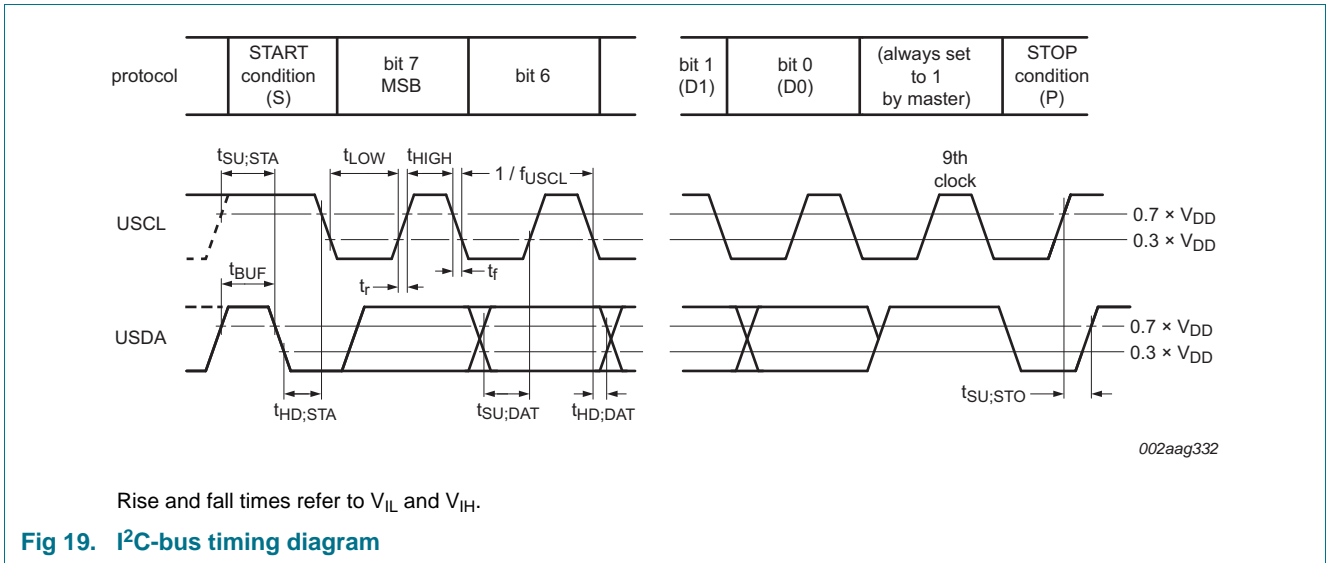 protocol
START
condition
(S)
bit 7
MSB
bit 6
bit 1
(D1)
bit 0
(D0)
(always set
to 1
by master)
STOP
condition
(P)
tSU;STA
tLOW
tHIGH
1 / fUSCL
9th
clock
USCL
0.7 × VDD
0.3 × VDD
tBUF
tr
tf
USDA
0.7 × VDD
0.3 × VDD
tHD;STA
tSU;DAT
tHD;DAT
tSU;STO
002aag332
Rise and fall times refer to VIL and VIH.
Fig 19. I²C-bus timing diagram